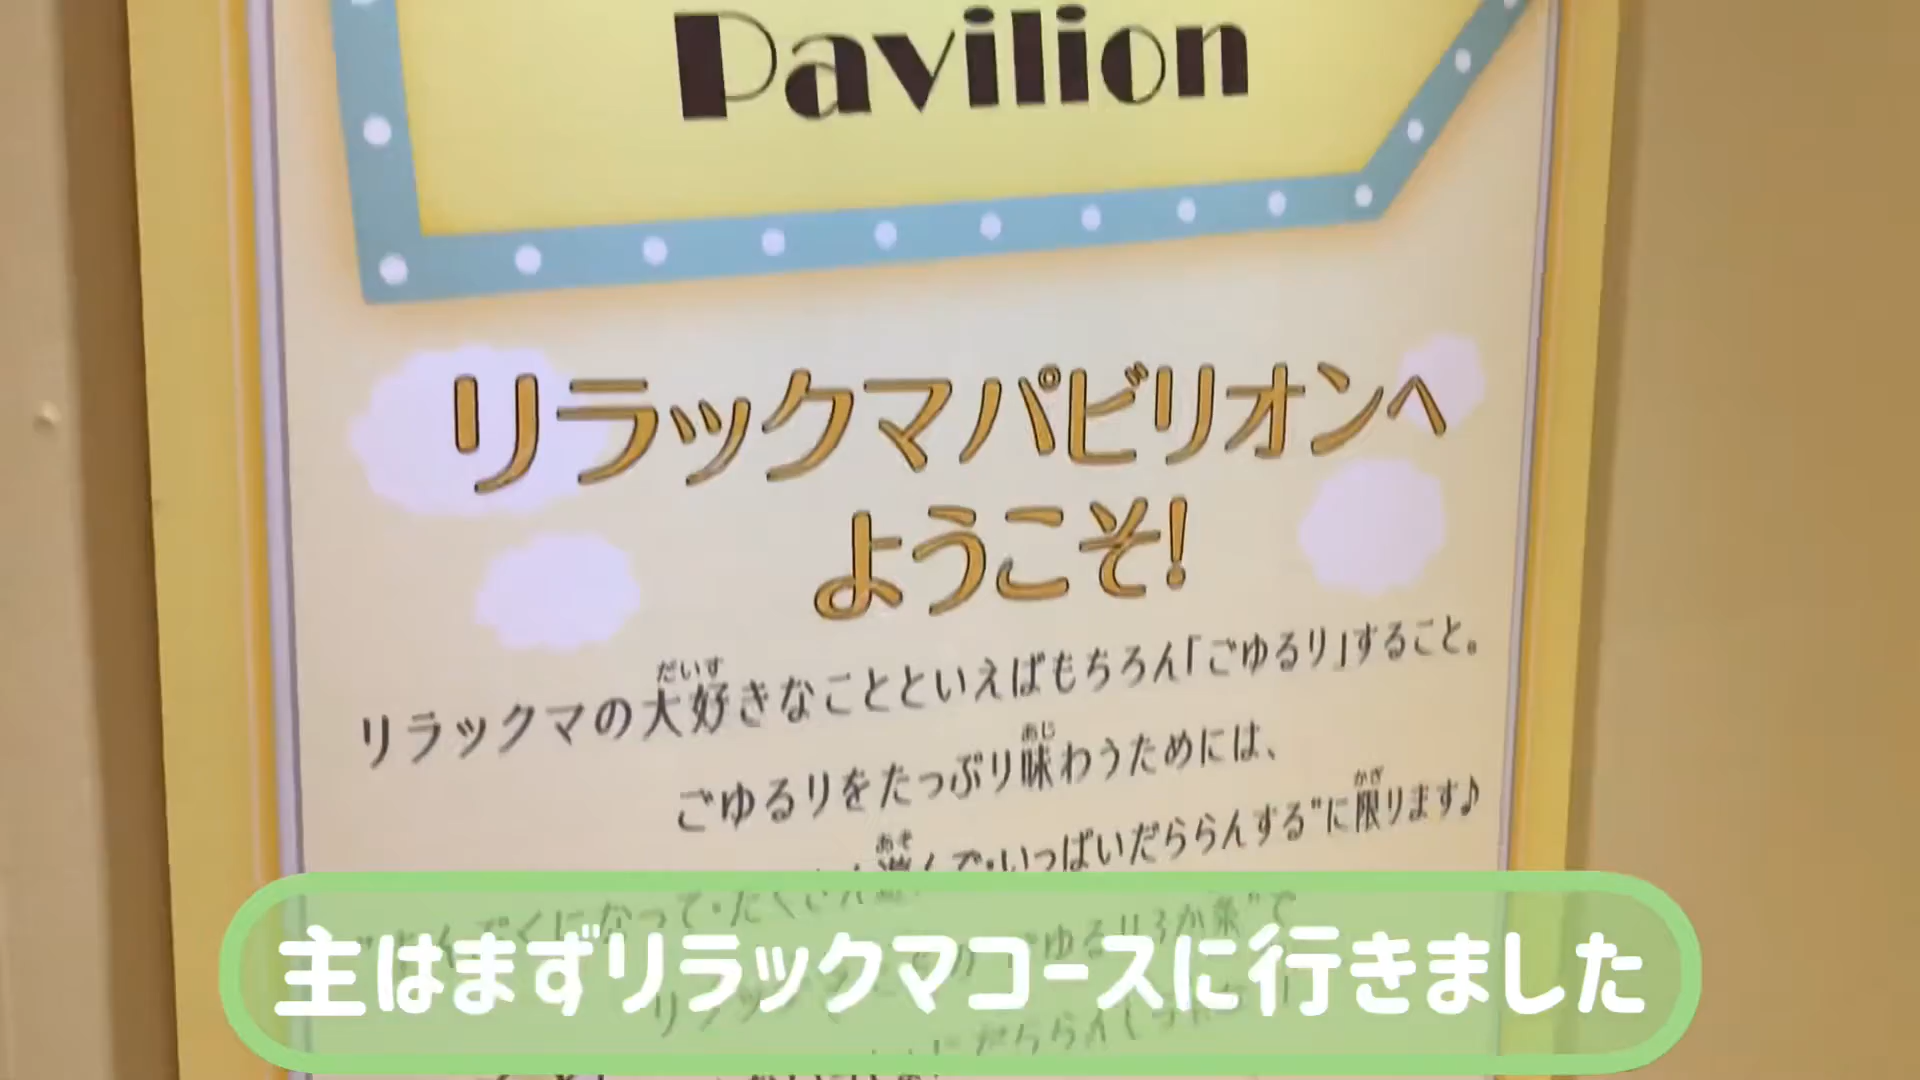 Pavilion
リラックマパビリオンへ
ようこそ!
リラックマの大好きなことといえばもちろん「ごゆるり」すること。
ごゆるりをたっぷり味わうためには、
遊んで・いっぱいだららんする"に限ります♪
主はまずリラックマコースに行きました